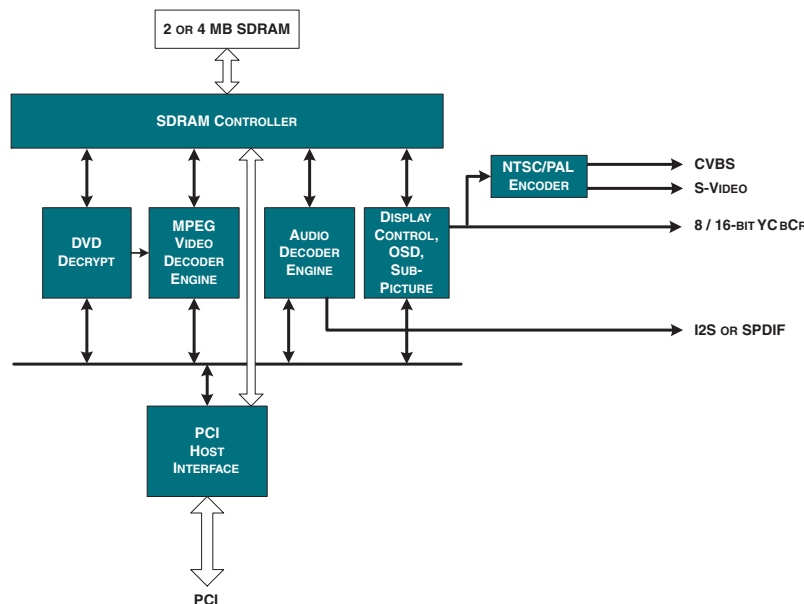 2 OR 4 MB SDRAM
SDRAM CONTROLLER
NTSC/PAL
ENCODER
CVBS
S-VIDEO
DVD
DECRYPT
MPEG
VIDEO
DECODER
ENGINE
AUDIO
DECODER
ENGINE
DISPLAY
CONTROL,
OSD,
SUB-
PICTURE
8 / 16-BIT YCBCR
I2S OR SPDIF
PCI
HOST
INTERFACE
PCI